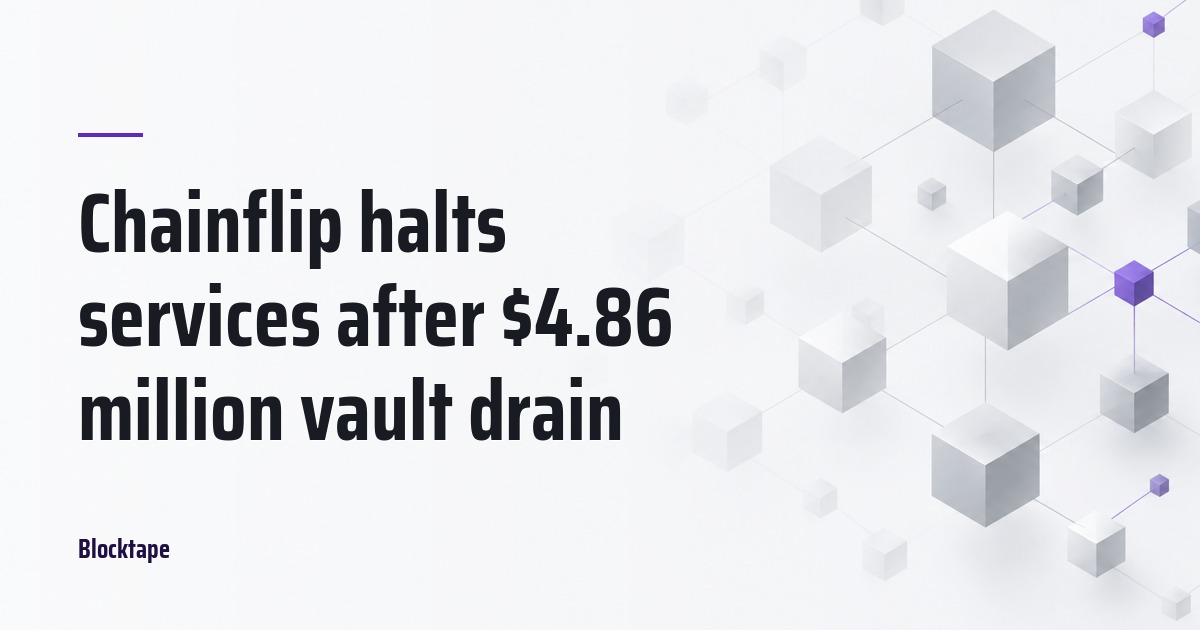 Chainflip halts
services after $4.86
million vault drain
Blocktape